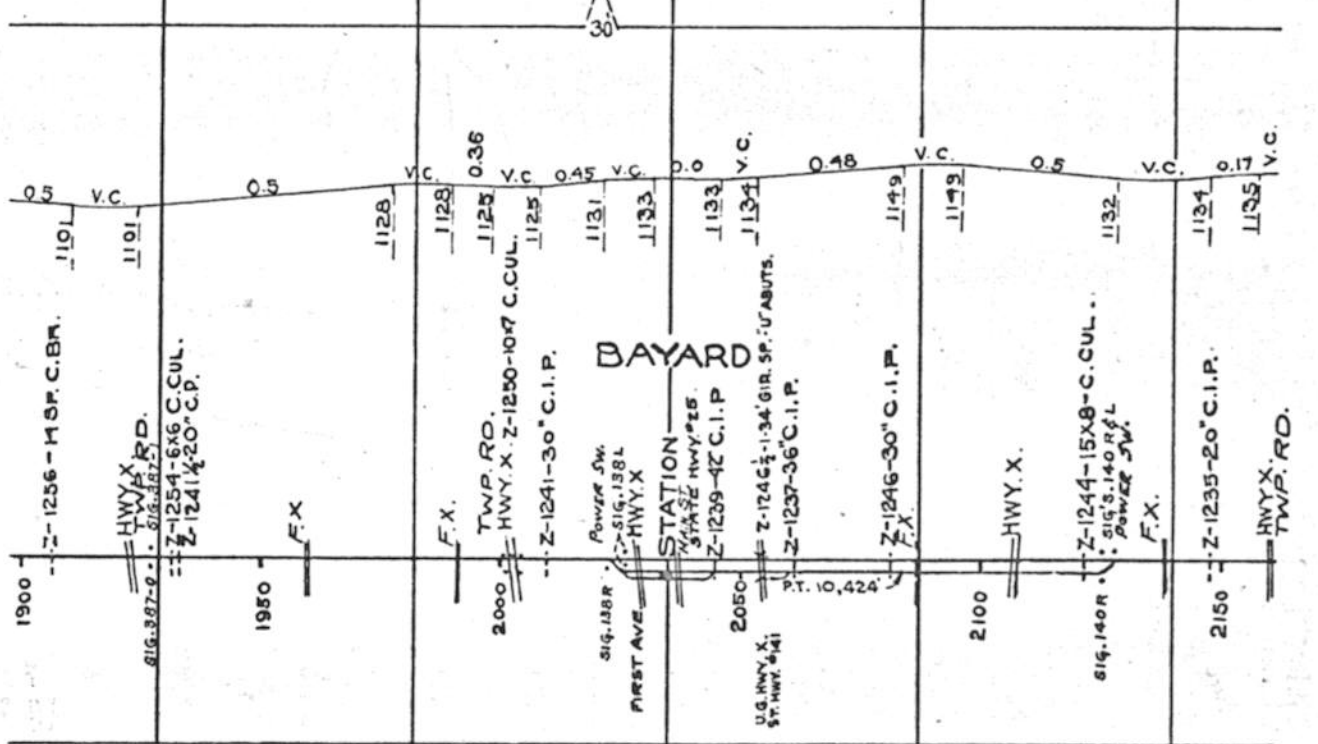 30
0.5
V.C.
0.5
V.C.
0.36
V.C.
0.45
V.C.
0.0
V.C.
0.48
V.C.
0.5
V.C.
0.17
V.C.
1101
1101
1128
1128
1125
1125
1131
1133
1133
1134
1149
1149
1132
1134
1135
BAYARD
Z-1256-M SP. C. BR.
HWY. X
TWP. RD.
SIG. 387-1
Z-1254-6X6 C. CUL.
Z-1241½-20" C.P.
F.X
F.X.
TWP. RD.
HWY. X.
Z-1250-10X7 C. CUL.
Z-1241-30" C.I.P.
POWER SW.
SIG. 138L
HWY. X
STATION
MAIN ST.
STATE HWY. #25
Z-1239-42" C.I.P
Z-1246½-1-34' GIR. SP.-'U' ABUTS.
Z-1237-36" C.I.P.
Z-1246-30" C.I.P.
F.X
HWY. X.
Z-1244-15X8-C. CUL.
SIG'S. 140 R & L
POWER SW.
F.X.
Z-1235-20" C.I.P.
HWY. X.
TWP. RD.
1900
SIG. 387-0
1950
2000
SIG. 138R
FIRST AVE.
2050
P.T. 10,424'
U.G. HWY. X.
ST. HWY. #141
2100
SIG. 140R
2150